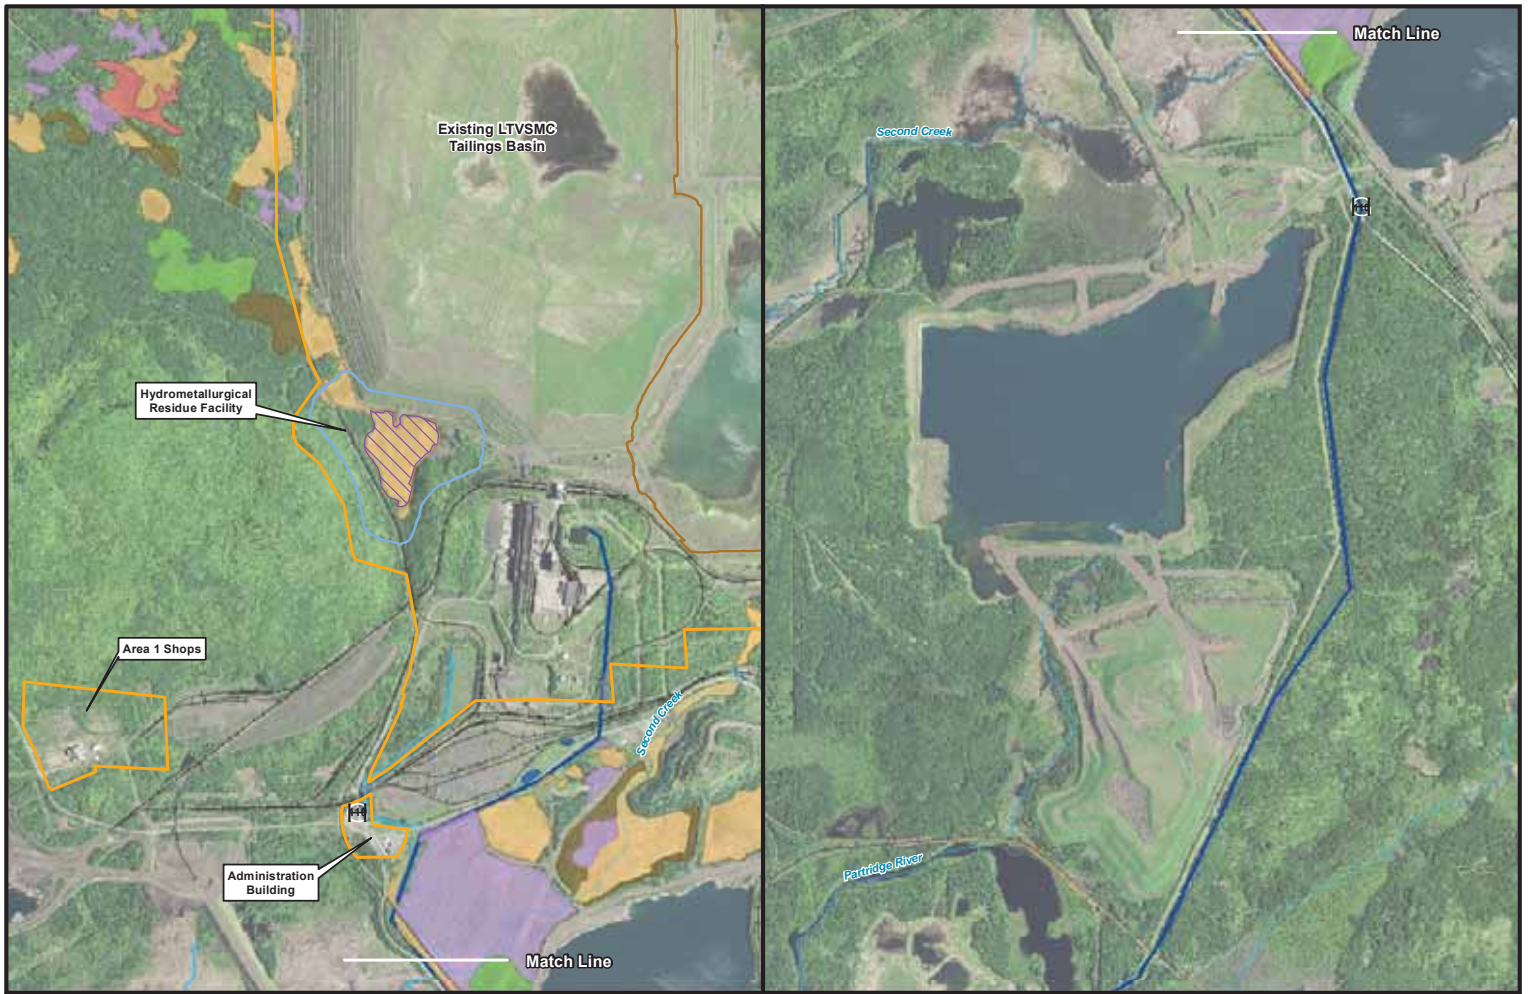 Existing LTVSMC
Tailings Basin
Hydrometallurgical
Residue Facility
Area 1 Shops
Second Creek
Administration
Building
Match Line
Match Line
Second Creek
Partridge River